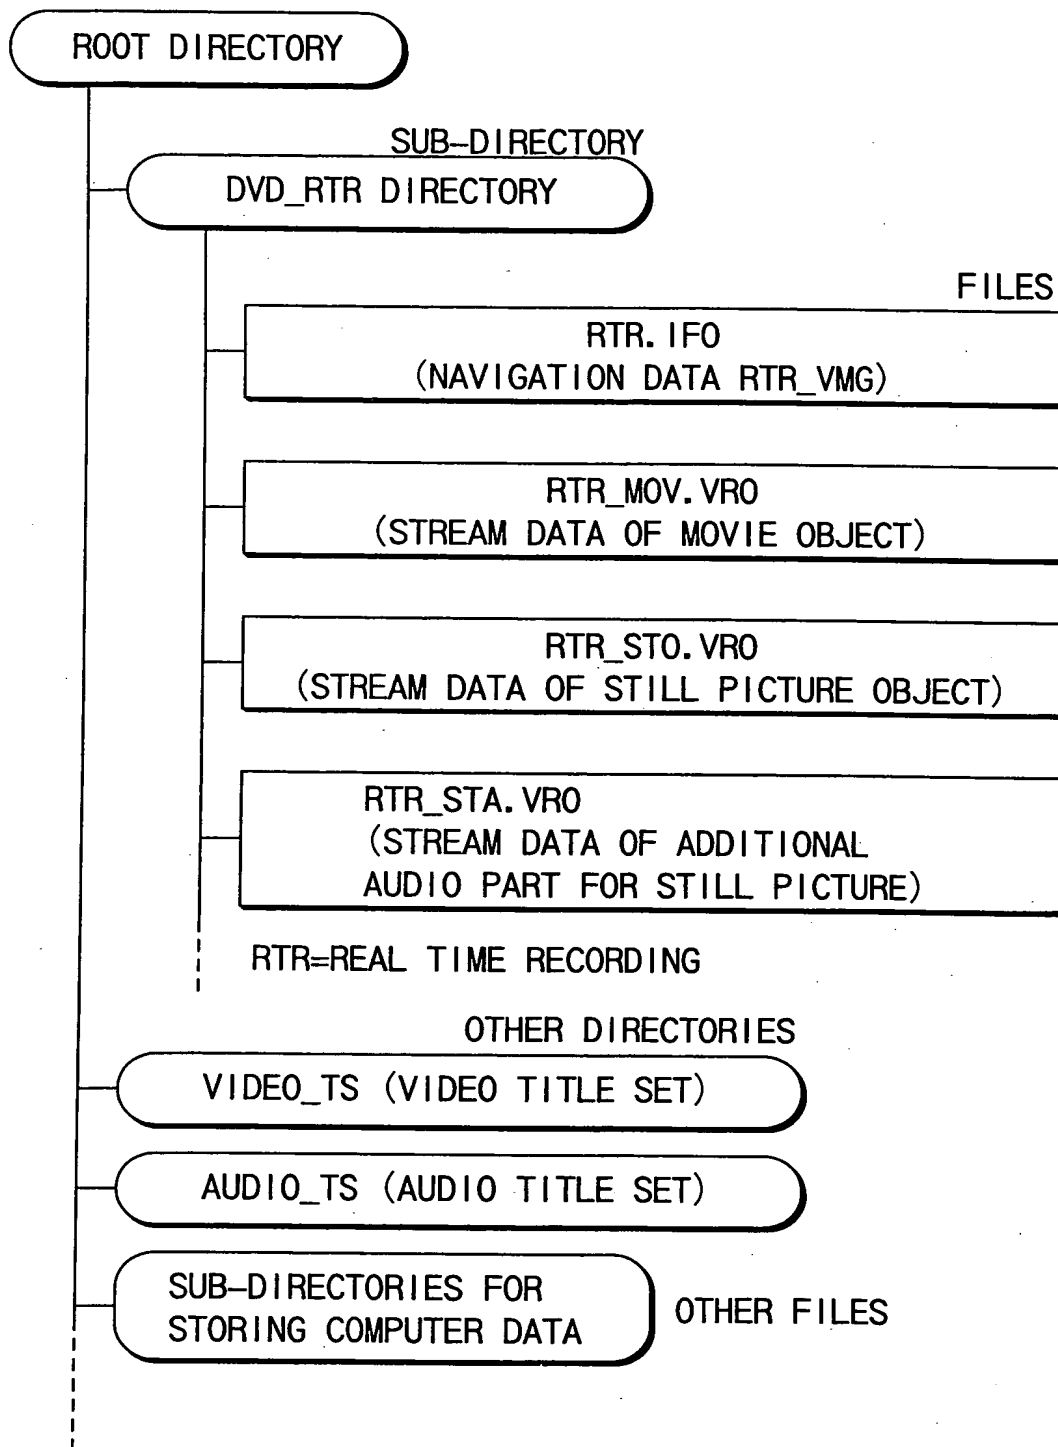 ROOT DIRECTORY
SUB-DIRECTORY
DVD_RTR DIRECTORY
FILES
RTR.IFO
(NAVIGATION DATA RTR_VMG)
RTR_MOV.VRO
(STREAM DATA OF MOVIE OBJECT)
RTR_STO.VRO
(STREAM DATA OF STILL PICTURE OBJECT)
RTR_STA.VRO
(STREAM DATA OF ADDITIONAL
AUDIO PART FOR STILL PICTURE)
RTR=REAL TIME RECORDING
OTHER DIRECTORIES
VIDEO_TS (VIDEO TITLE SET)
AUDIO_TS (AUDIO TITLE SET)
SUB-DIRECTORIES FOR
STORING COMPUTER DATA
OTHER FILES